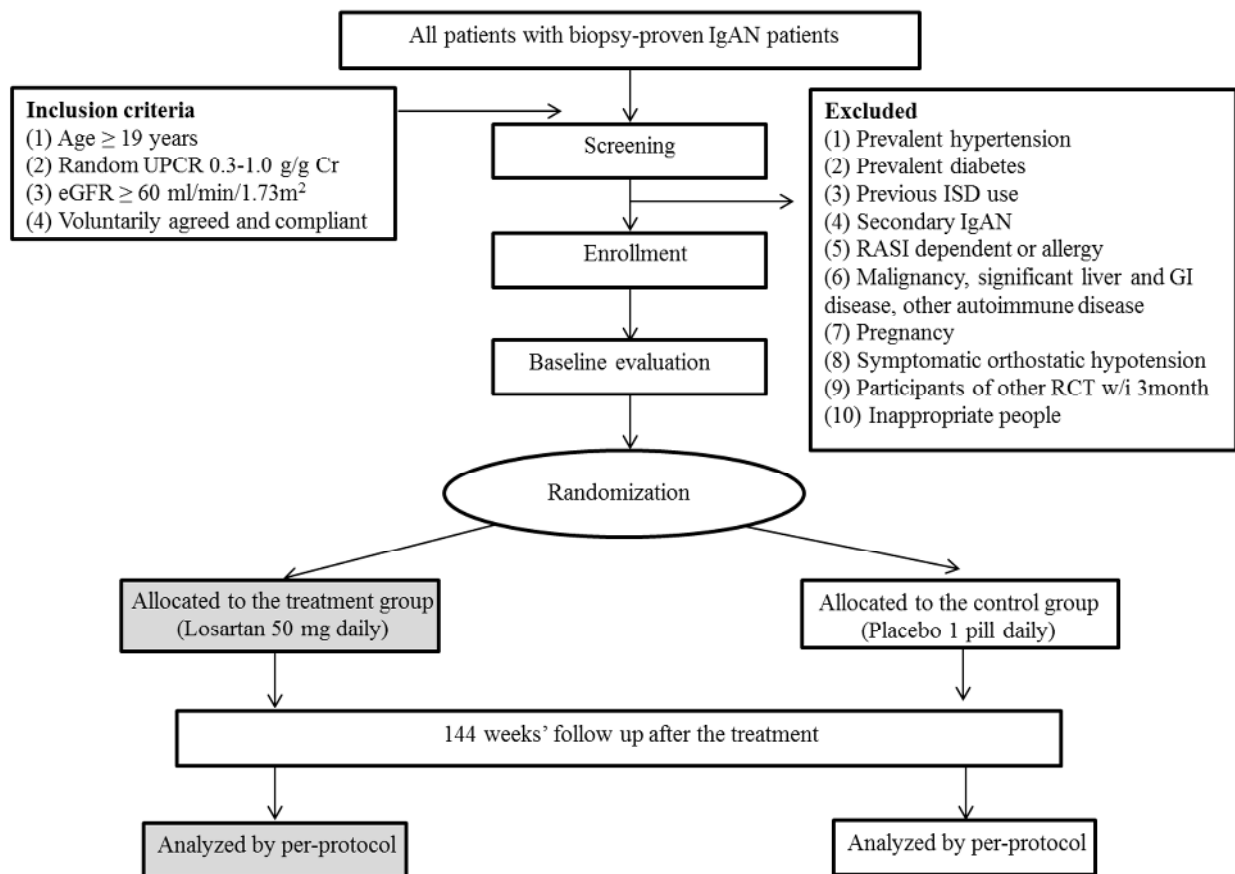 All patients with biopsy-proven IgAN patients
Inclusion criteria
(1) Age ≥ 19 years
(2) Random UPCR 0.3-1.0 g/g Cr
(3) eGFR ≥ 60 ml/min/1.73m²
(4) Voluntarily agreed and compliant
Screening
Excluded
(1) Prevalent hypertension
(2) Prevalent diabetes
(3) Previous ISD use
(4) Secondary IgAN
(5) RASI dependent or allergy
(6) Malignancy, significant liver and GI
disease, other autoimmune disease
(7) Pregnancy
(8) Symptomatic orthostatic hypotension
(9) Participants of other RCT w/i 3month
(10) Inappropriate people
Enrollment
Baseline evaluation
Randomization
Allocated to the treatment group
(Losartan 50 mg daily)
Allocated to the control group
(Placebo 1 pill daily)
144 weeks’ follow up after the treatment
Analyzed by per-protocol
Analyzed by per-protocol